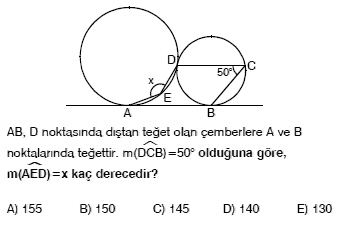 D
C
50°
x
E
A
B
AB, D noktasında dıştan teğet olan çemberlere A ve B
noktalarında teğettir. m(DCB)=50° olduğuna göre,
m(AED)=x kaç derecedir?
A) 155 B) 150 C) 145 D) 140 E) 130